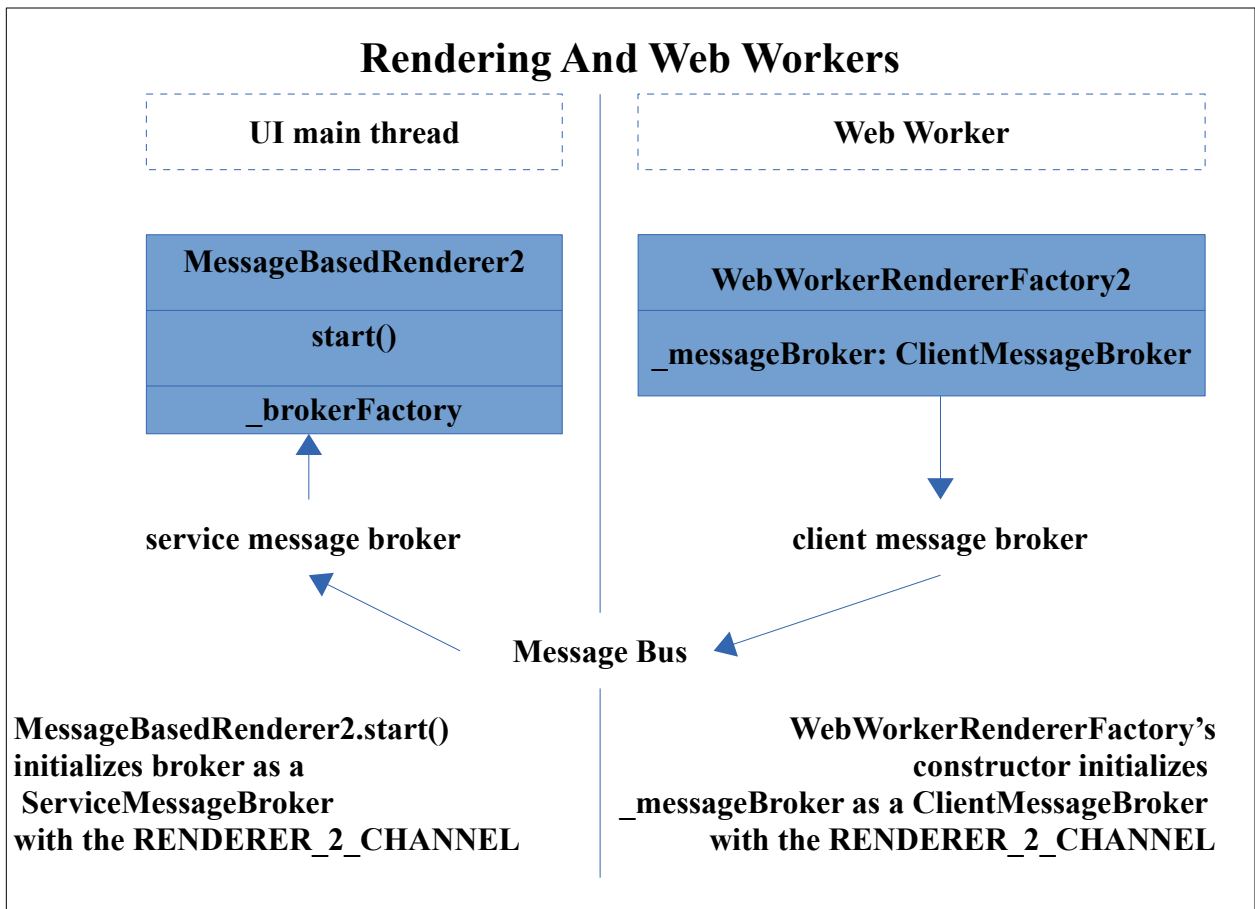 Rendering And Web Workers
UI main thread
Web Worker
MessageBasedRenderer2
start()
_brokerFactory
WebWorkerRendererFactory2
_messageBroker: ClientMessageBroker
service message broker
client message broker
Message Bus
MessageBasedRenderer2.start()
initializes broker as a
ServiceMessageBroker
with the RENDERER_2_CHANNEL
WebWorkerRendererFactory’s
constructor initializes
_messageBroker as a ClientMessageBroker
with the RENDERER_2_CHANNEL